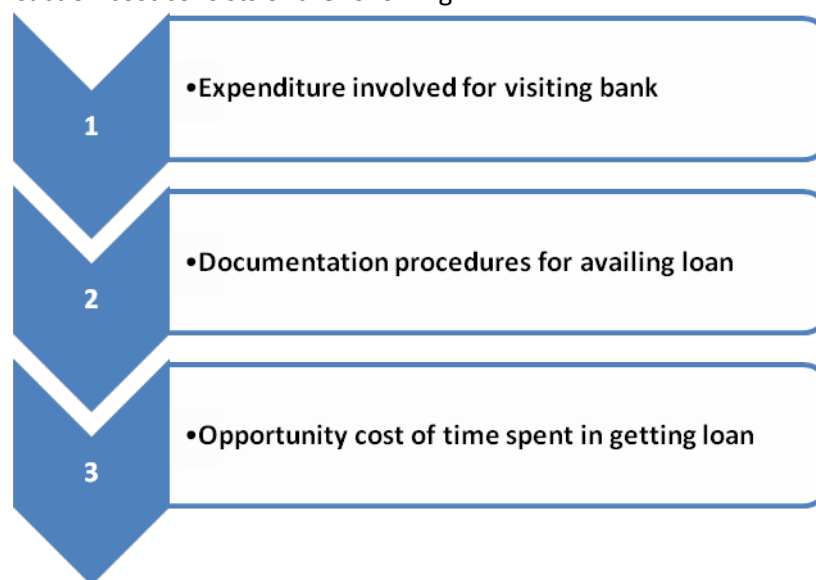 1
•Expenditure involved for visiting bank
2
•Documentation procedures for availing loan
3
•Opportunity cost of time spent in getting loan